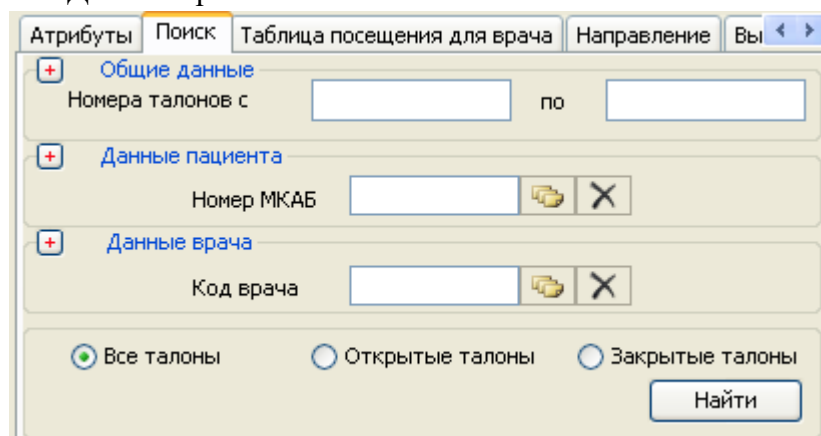 Атрибуты Поиск Таблица посещения для врача Направление Вы
Общие данные
Номера талонов с по
Данные пациента
Номер МКАБ
Данные врача
Код врача
Все талоны Открытые талоны Закрытые талоны
Найти